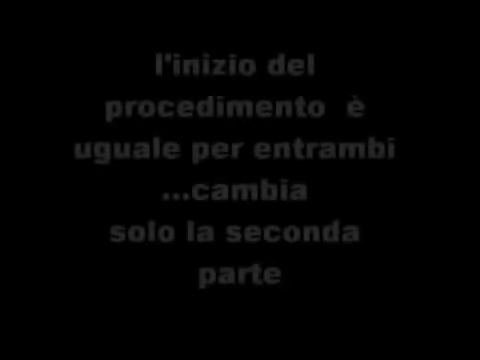 l'inizio del
procedimento è
uguale per entrambi
...cambia
solo la seconda
parte